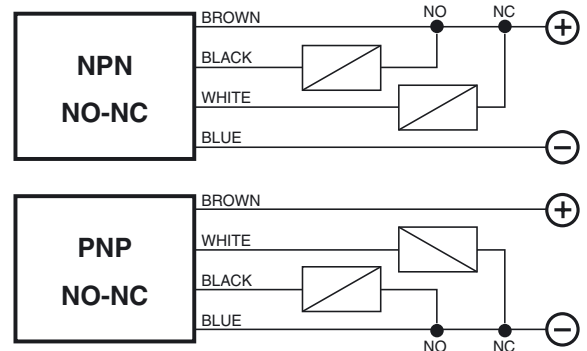 NPN
NO-NC
BROWN
BLACK
WHITE
BLUE
NO
NC
+
−
PNP
NO-NC
BROWN
WHITE
BLACK
BLUE
NO
NC
+
−